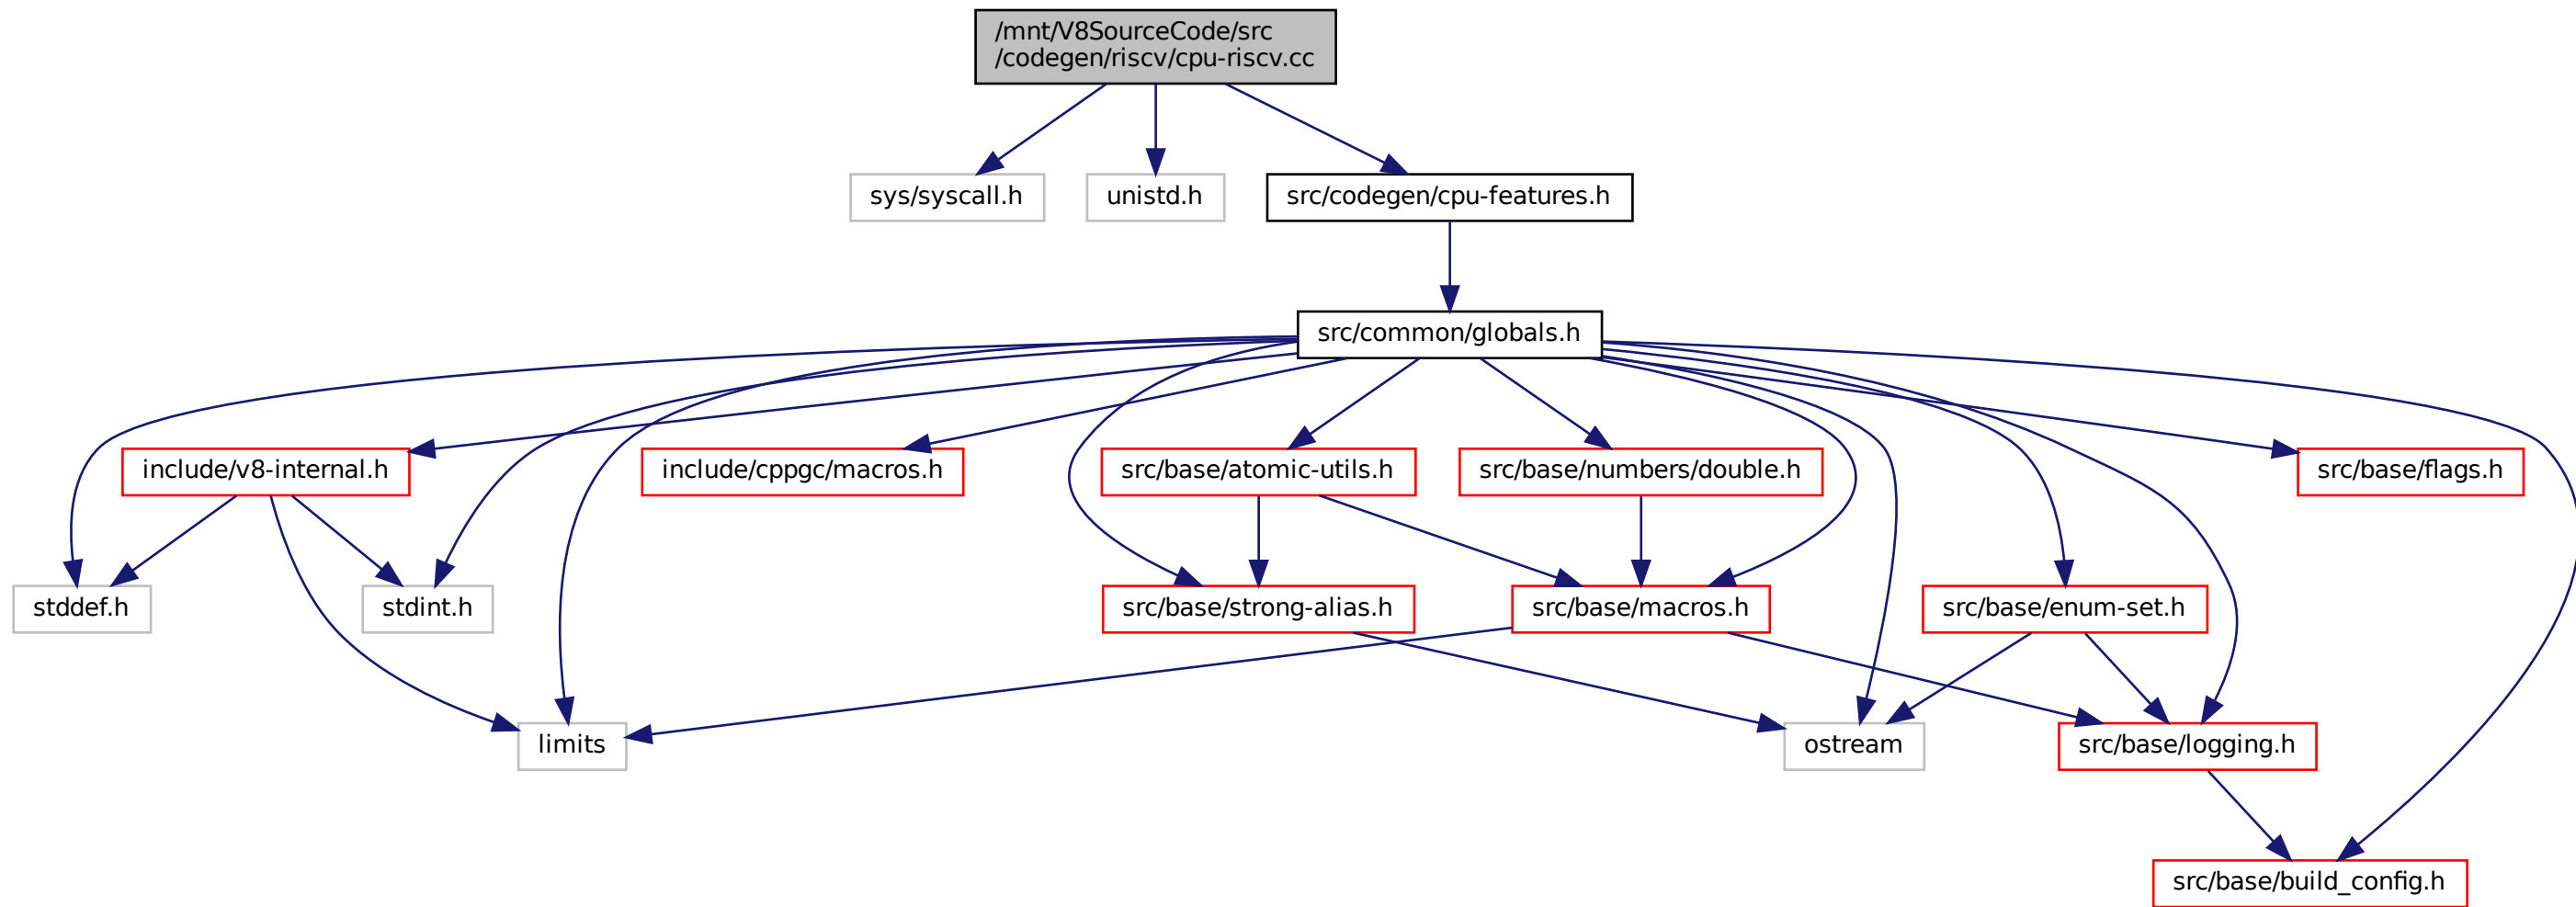 /mnt/V8SourceCode/src
/codegen/riscv/cpu-riscv.cc
sys/syscall.h
unistd.h
src/codegen/cpu-features.h
src/common/globals.h
include/v8-internal.h
include/cppgc/macros.h
src/base/atomic-utils.h
src/base/numbers/double.h
src/base/flags.h
stddef.h
stdint.h
src/base/strong-alias.h
src/base/macros.h
src/base/enum-set.h
limits
ostream
src/base/logging.h
src/base/build_config.h